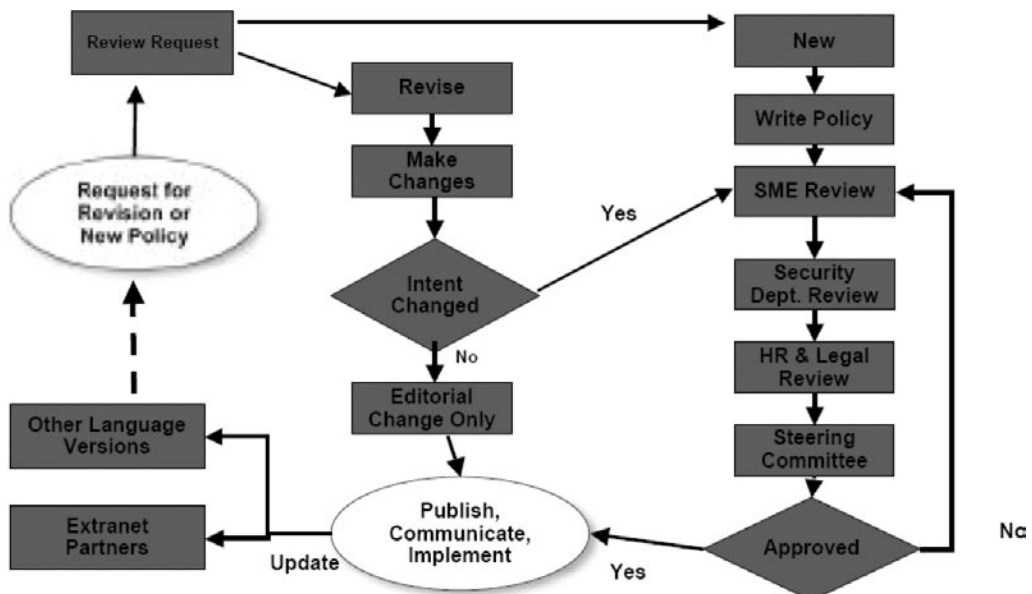 Review Request
New
Revise
Write Policy
Make
Changes
Request for
Revision or
New Policy
SME Review
Yes
Intent
Changed
Security
Dept. Review
No
HR & Legal
Review
Editorial
Change Only
Other Language
Versions
Steering
Committee
Publish,
Communicate,
Implement
Extranet
Partners
Approved
No
Update
Yes